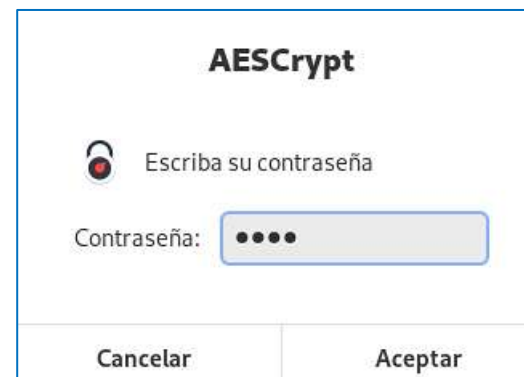 AESCrypt
Escriba su contraseña
Contraseña: ●●●●
Cancelar Aceptar